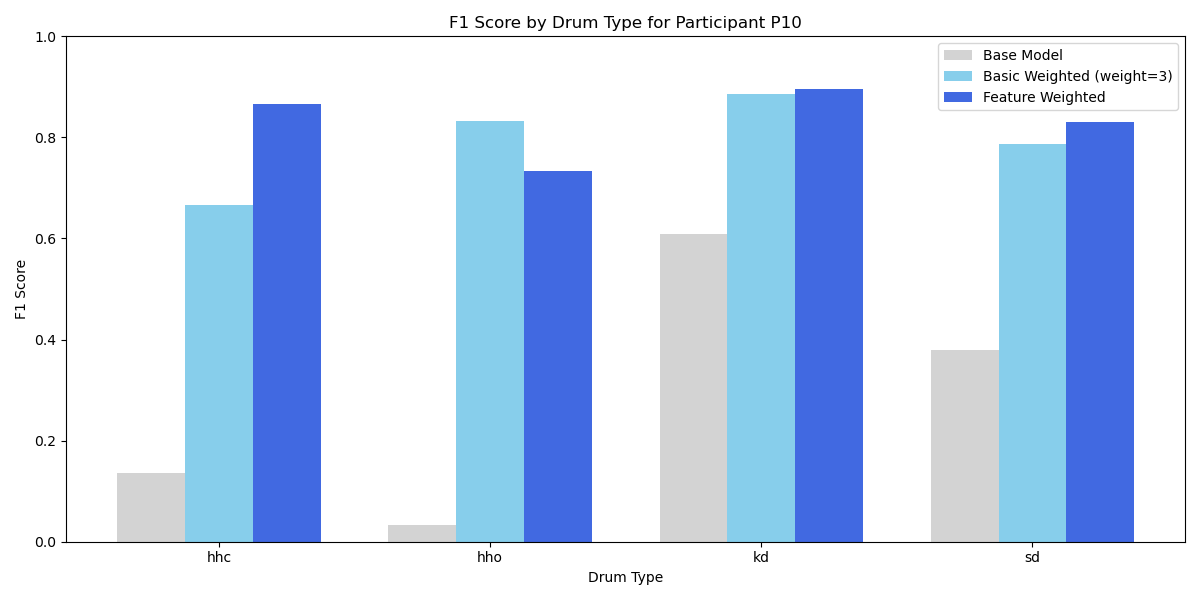 F1 Score by Drum Type for Participant P10
1.0
0.8
0.6
0.4
0.2
0.0
F1 Score
Base Model
Basic Weighted (weight=3)
Feature Weighted
hhc
hho
kd
sd
Drum Type